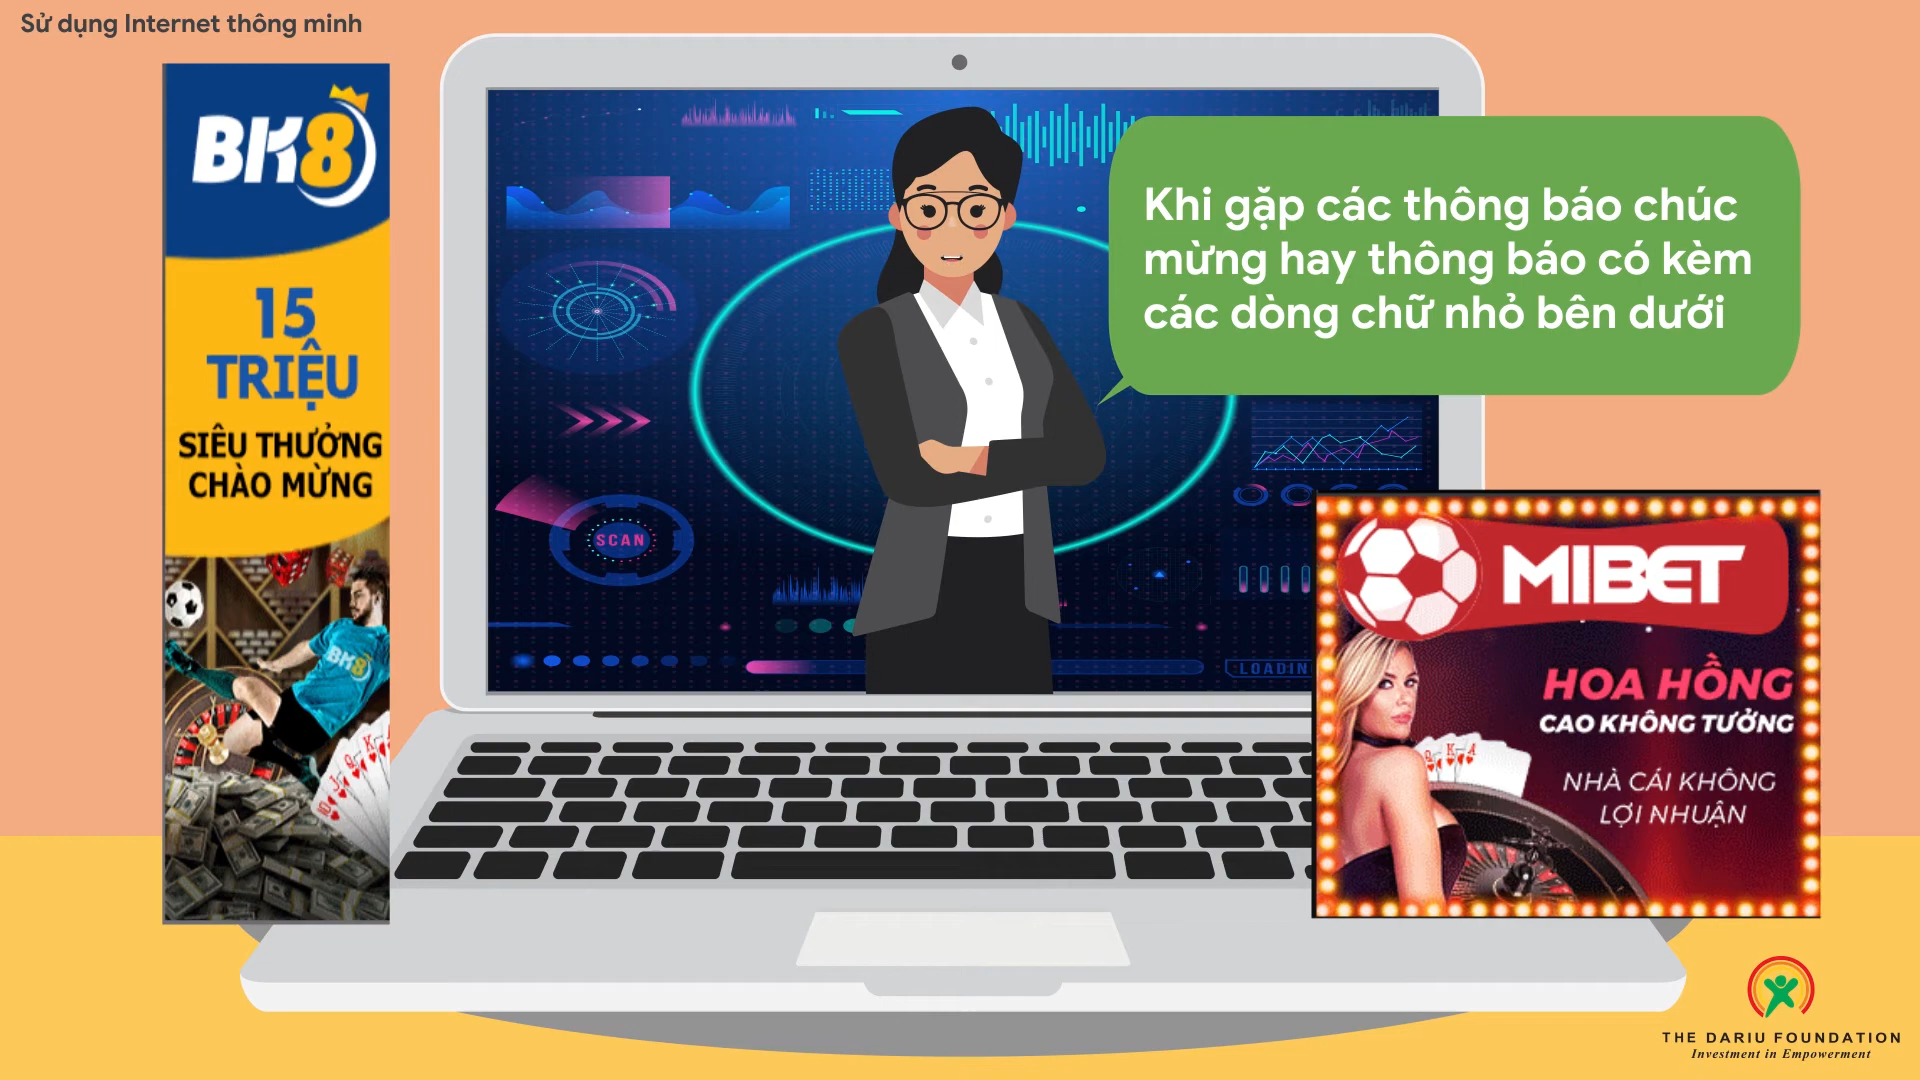 Sử dụng Internet thông minh
BK8
15
TRIỆU
SIÊU THƯỞNG
CHÀO MỪNG
BK8
SCAN
Khi gặp các thông báo chúc
mừng hay thông báo có kèm
các dòng chữ nhỏ bên dưới
MIBET
HOA HỒNG
CAO KHÔNG TƯỞNG
NHÀ CÁI KHÔNG
LỢI NHUẬN
THE DARIU FOUNDATION
Investment in Empowerment